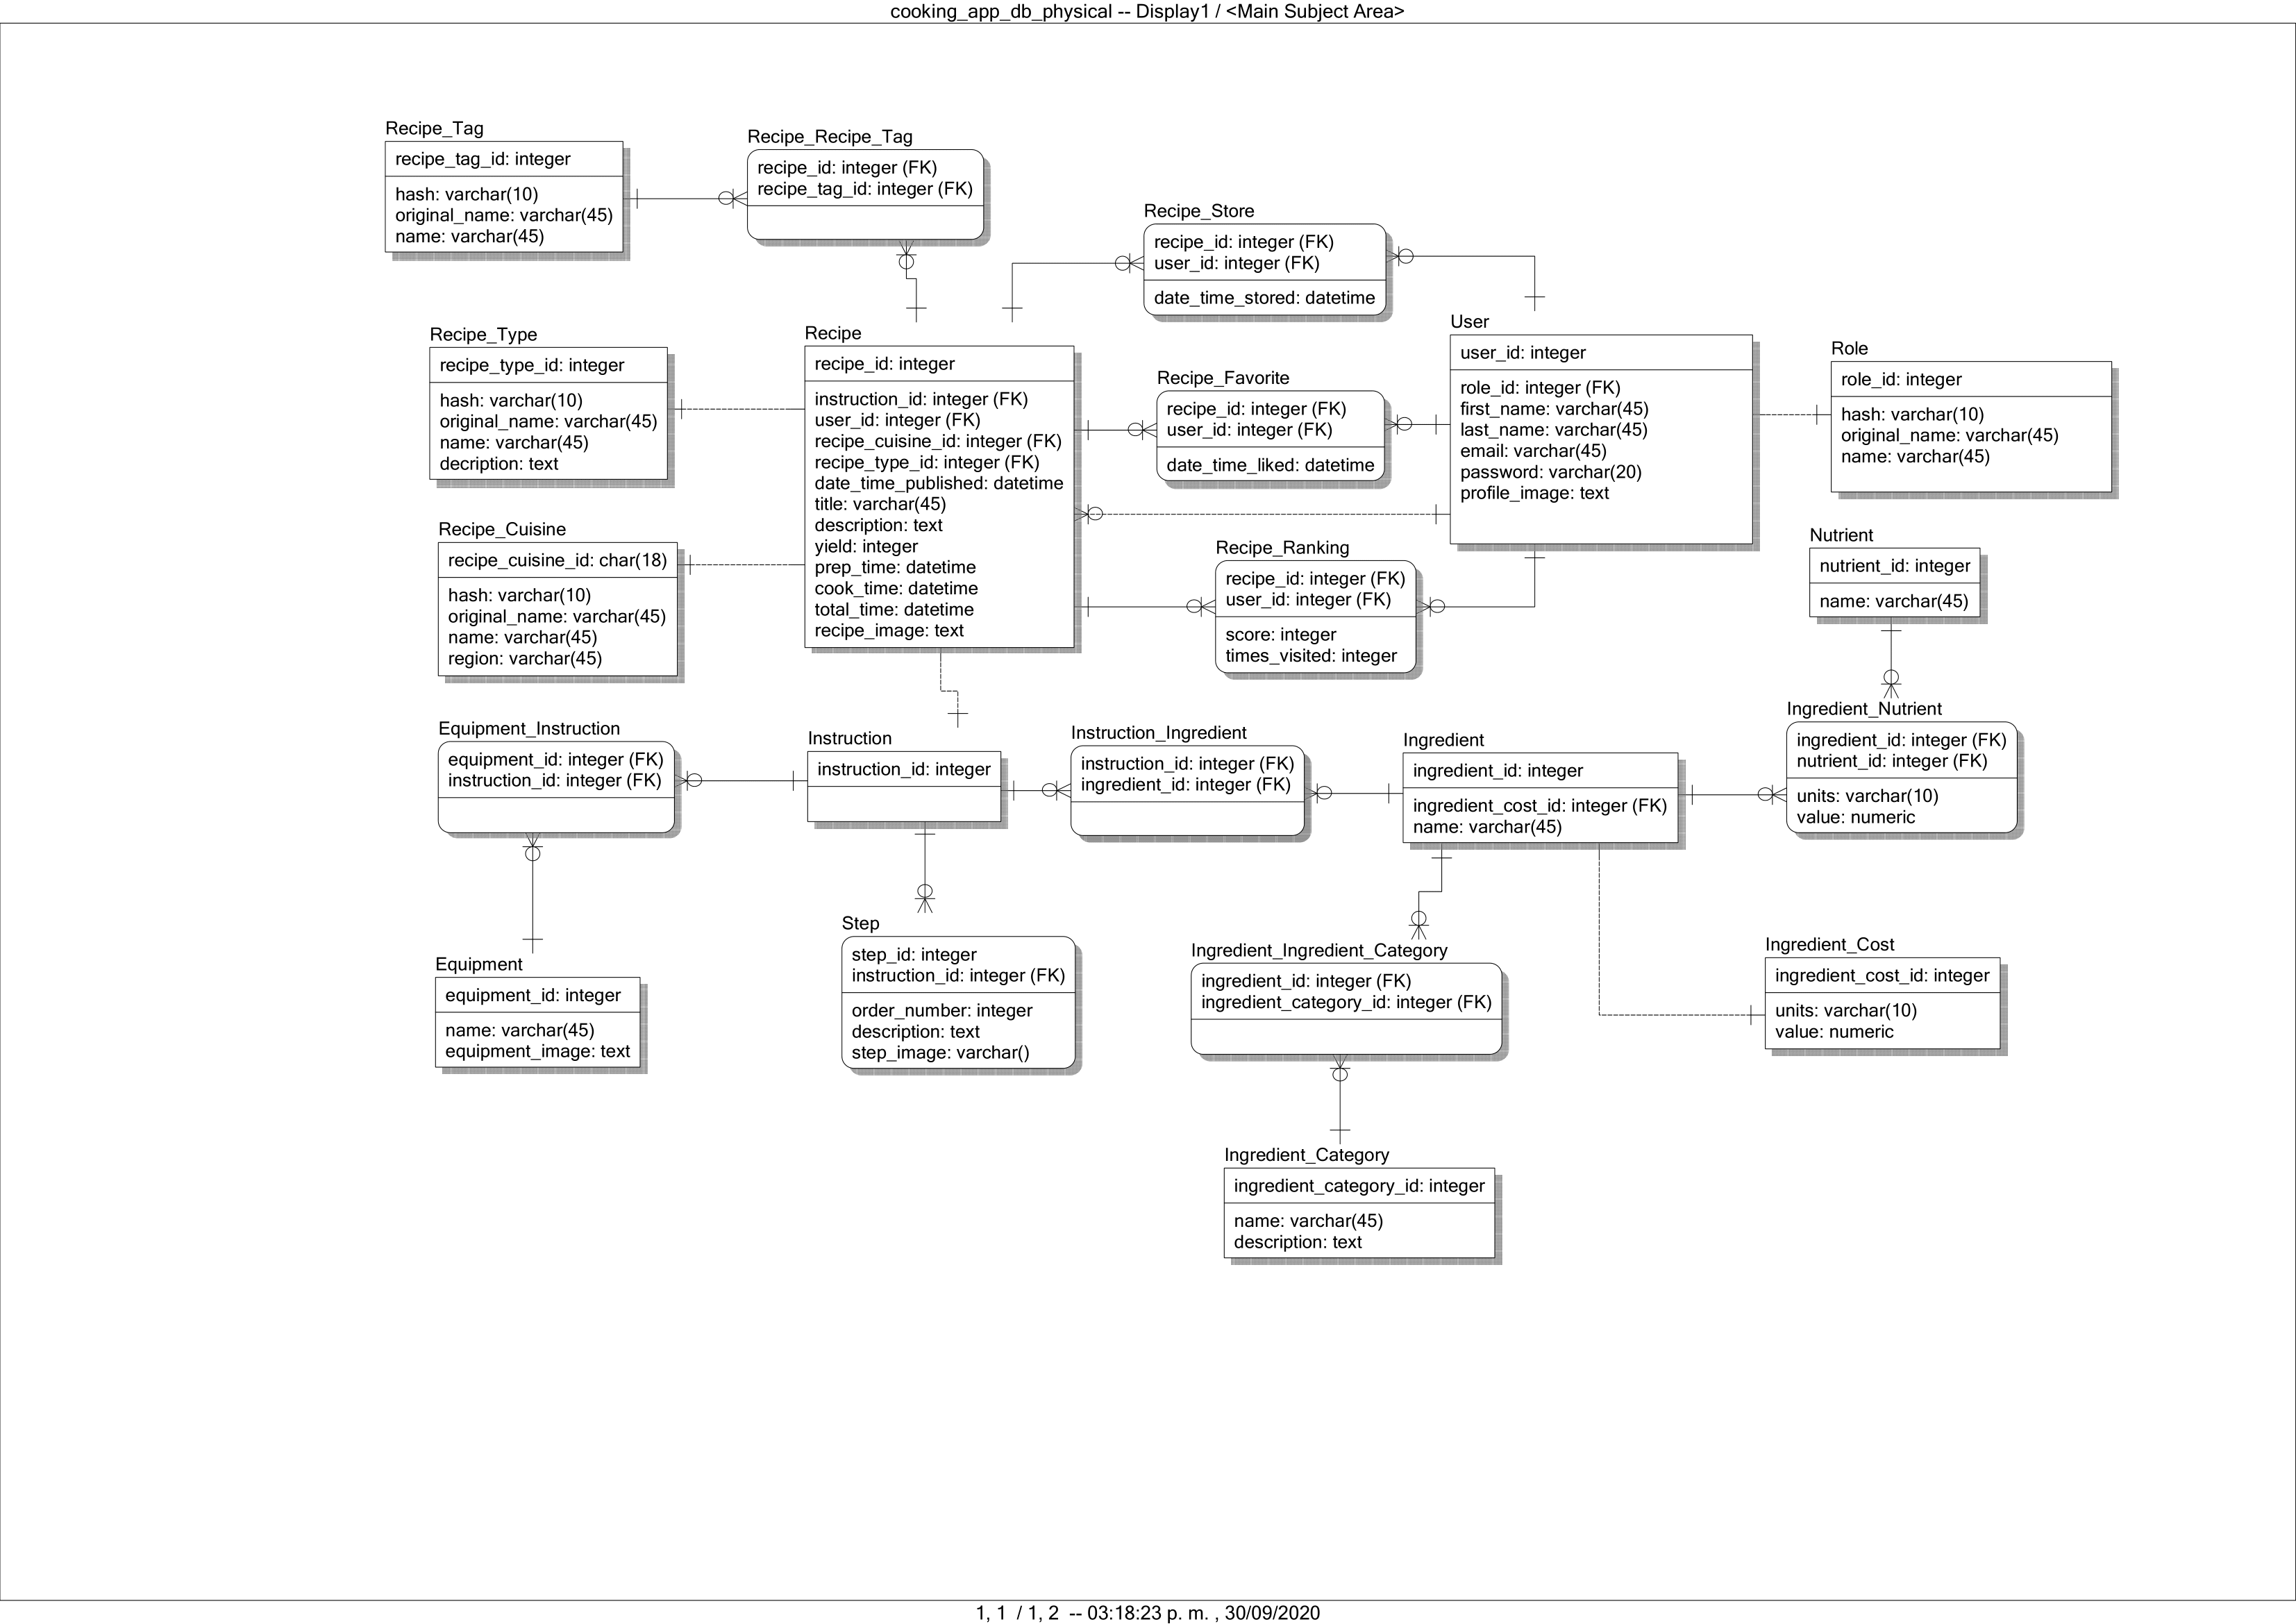 cooking_app_db_physical -- Display1 / <Main Subject Area>
Recipe_Tag
recipe_tag_id: integer
hash: varchar(10)
original_name: varchar(45)
name: varchar(45)
Recipe_Recipe_Tag
recipe_id: integer (FK)
recipe_tag_id: integer (FK)
Recipe_Store
recipe_id: integer (FK)
user_id: integer (FK)
date_time_stored: datetime
Recipe_Type
recipe_type_id: integer
hash: varchar(10)
original_name: varchar(45)
name: varchar(45)
decription: text
Recipe
recipe_id: integer
instruction_id: integer (FK)
user_id: integer (FK)
recipe_cuisine_id: integer (FK)
recipe_type_id: integer (FK)
date_time_published: datetime
title: varchar(45)
description: text
yield: integer
prep_time: datetime
cook_time: datetime
total_time: datetime
recipe_image: text
Recipe_Favorite
recipe_id: integer (FK)
user_id: integer (FK)
date_time_liked: datetime
User
user_id: integer
role_id: integer (FK)
first_name: varchar(45)
last_name: varchar(45)
email: varchar(45)
password: varchar(20)
profile_image: text
Role
role_id: integer
hash: varchar(10)
original_name: varchar(45)
name: varchar(45)
Recipe_Cuisine
recipe_cuisine_id: char(18)
hash: varchar(10)
original_name: varchar(45)
name: varchar(45)
region: varchar(45)
Recipe_Ranking
recipe_id: integer (FK)
user_id: integer (FK)
score: integer
times_visited: integer
Nutrient
nutrient_id: integer
name: varchar(45)
Equipment_Instruction
equipment_id: integer (FK)
instruction_id: integer (FK)
Instruction
instruction_id: integer
Instruction_Ingredient
instruction_id: integer (FK)
ingredient_id: integer (FK)
Ingredient
ingredient_id: integer
ingredient_cost_id: integer (FK)
name: varchar(45)
Ingredient_Nutrient
ingredient_id: integer (FK)
nutrient_id: integer (FK)
units: varchar(10)
value: numeric
Equipment
equipment_id: integer
name: varchar(45)
equipment_image: text
Step
step_id: integer
instruction_id: integer (FK)
order_number: integer
description: text
step_image: varchar()
Ingredient_Ingredient_Category
ingredient_id: integer (FK)
ingredient_category_id: integer (FK)
Ingredient_Cost
ingredient_cost_id: integer
units: varchar(10)
value: numeric
Ingredient_Category
ingredient_category_id: integer
name: varchar(45)
description: text
1, 1 / 1, 2 -- 03:18:23 p. m. , 30/09/2020